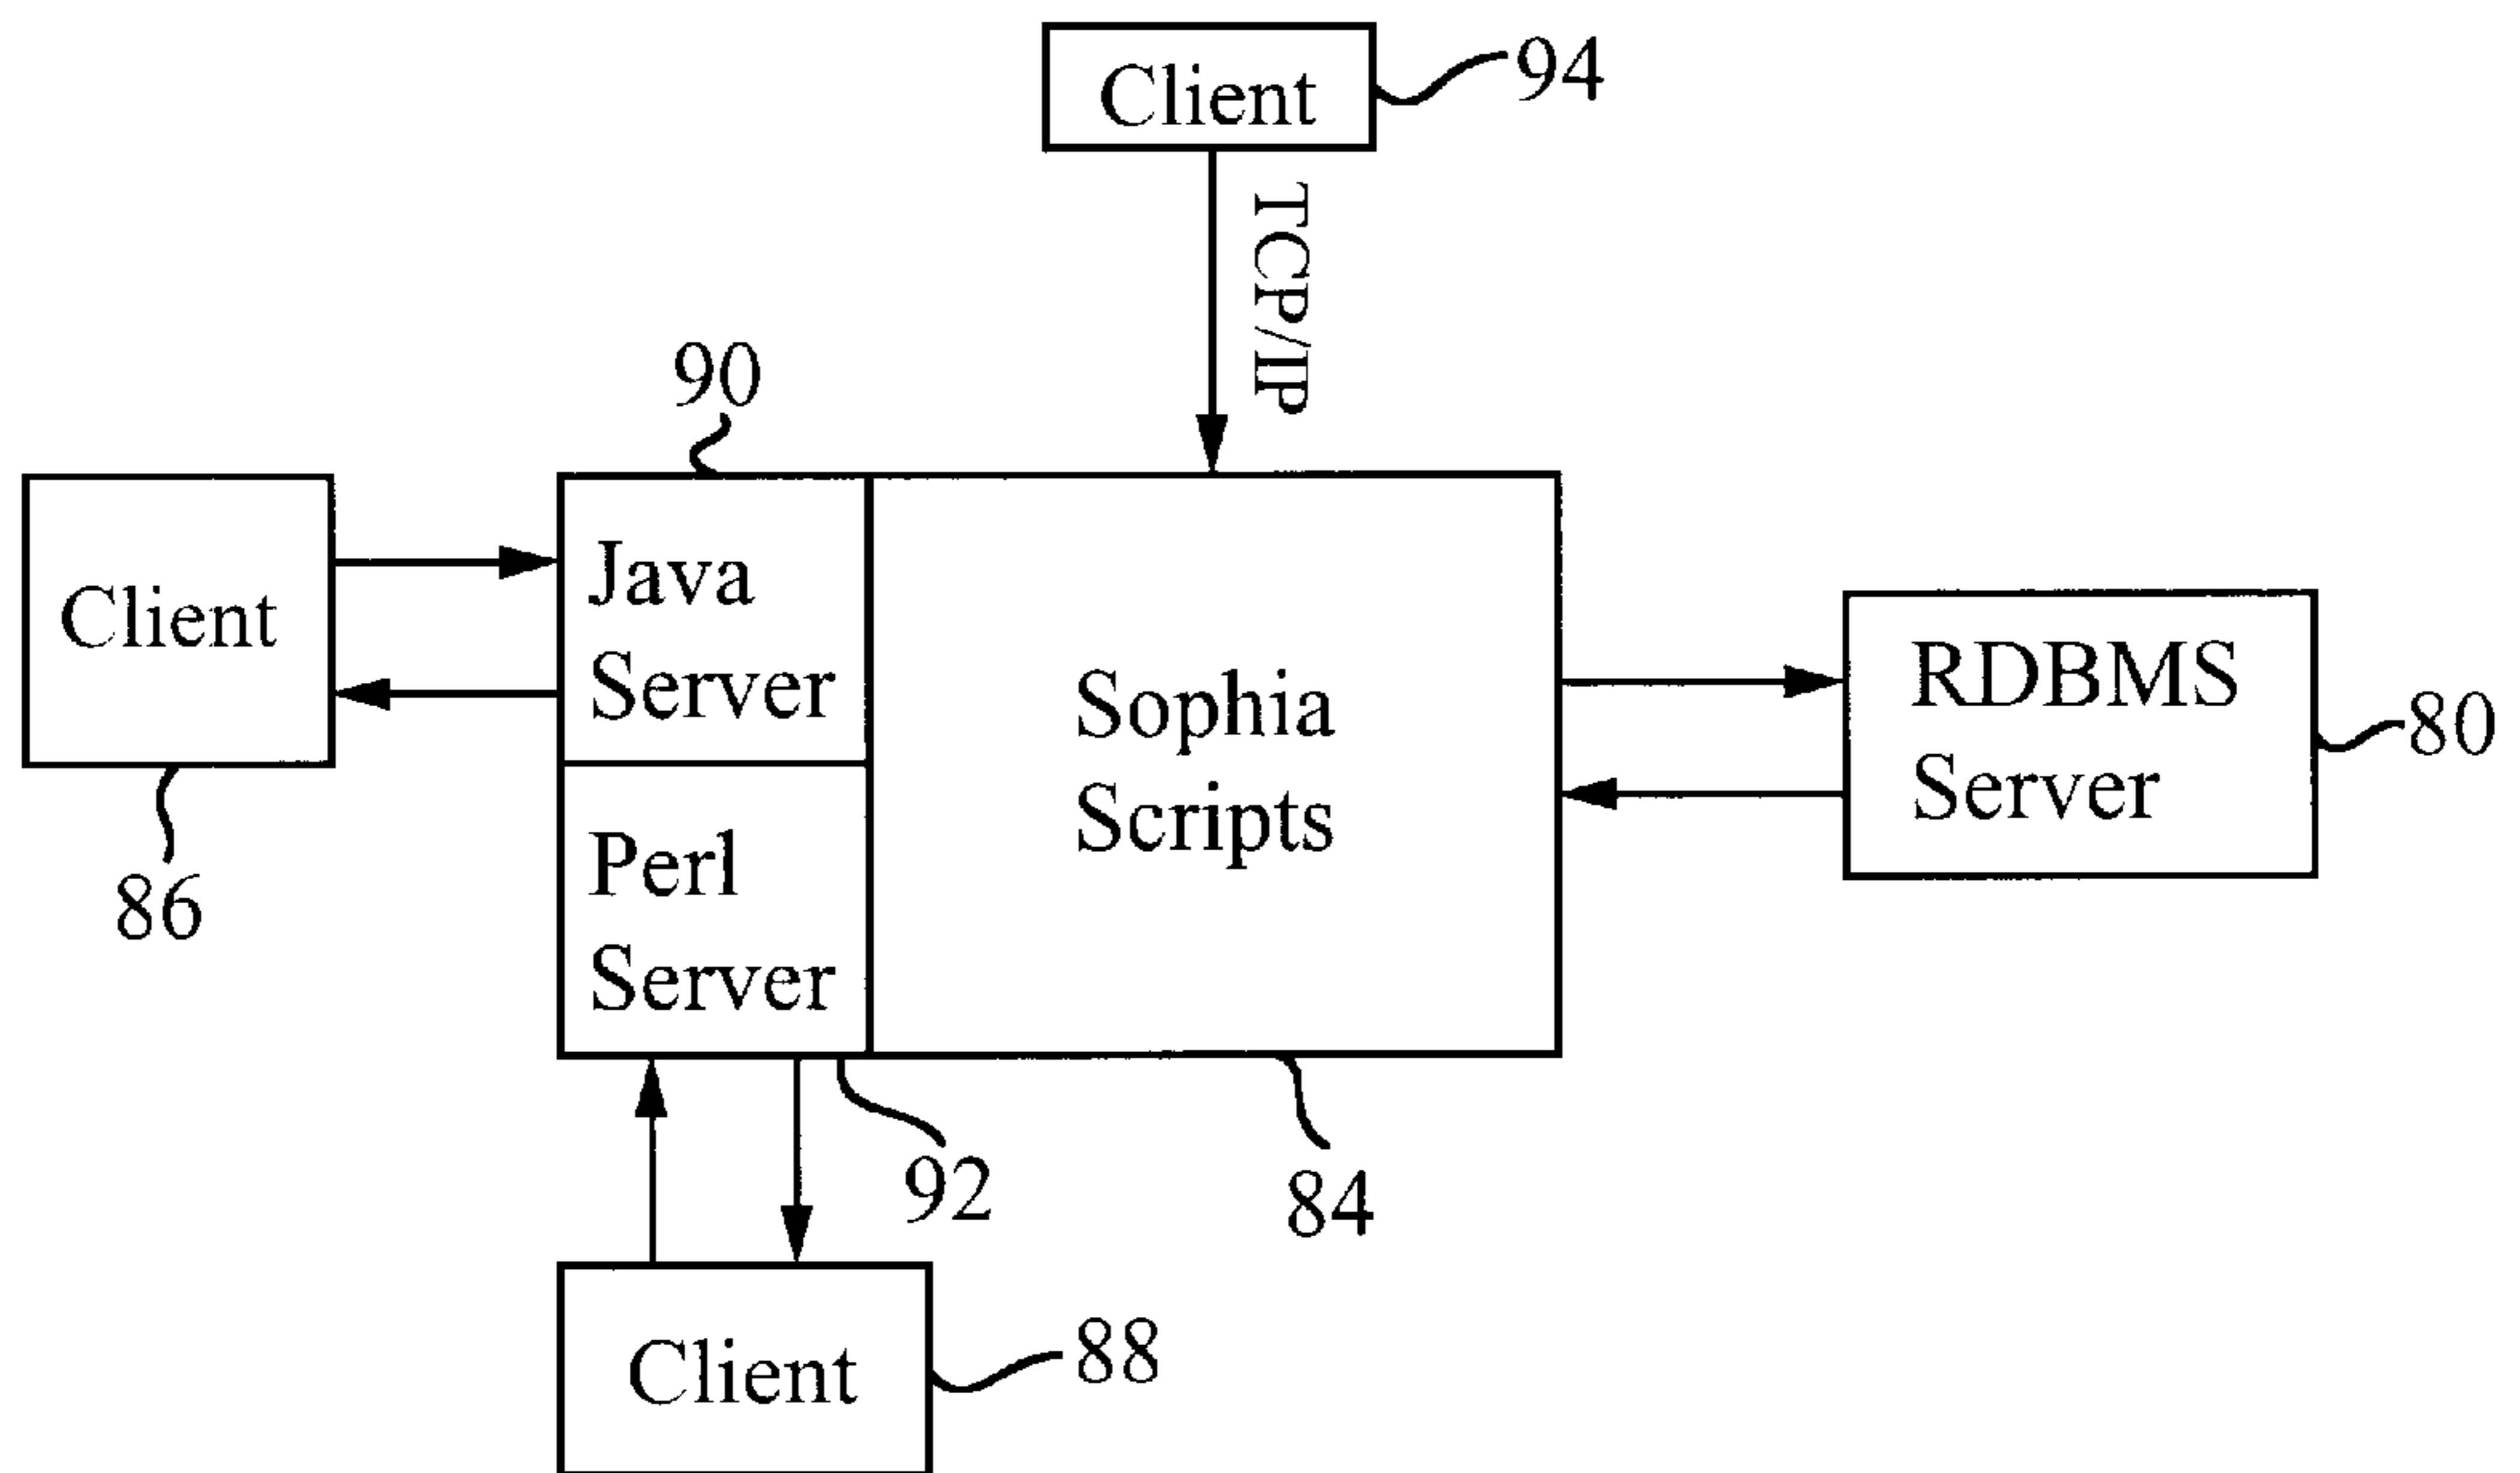 Client
94
TCP/IP
90
Client
86
Java
Server
Perl
Server
Sophia
Scripts
RDBMS
Server
80
92
84
Client
88